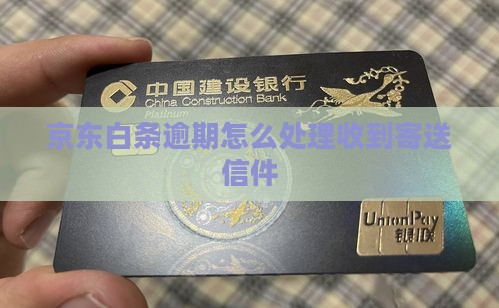 中国建设银行
China Construction Bank
Platinum
京东白条逾期怎么处理收到寄送
信件
UnionPay
银联